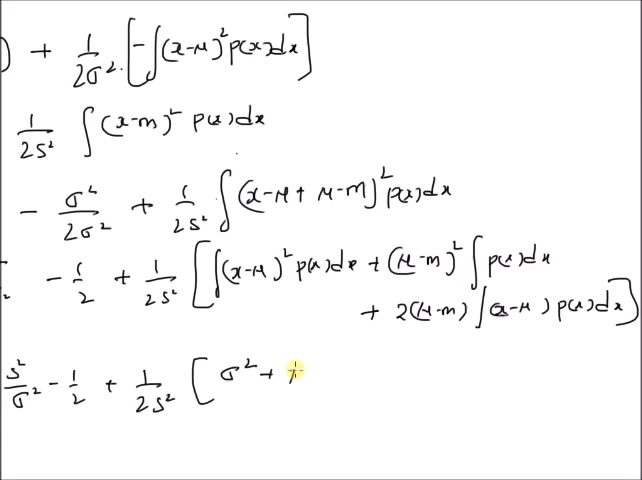 ) + 1/2σ². [-∫(x-μ)² p(x)dx]
1/2s² ∫(x-m)² p(x)dx
- σ²/2σ² + 1/2s² ∫(x-μ+μ-m)² p(x)dx
- 1/2 + 1/2s² [∫(x-μ)² p(x)dx + (μ-m)² ∫p(x)dx
+ 2(μ-m) ∫(x-μ) p(x)dx]
s²/σ² - 1/2 + 1/2s² [σ² +